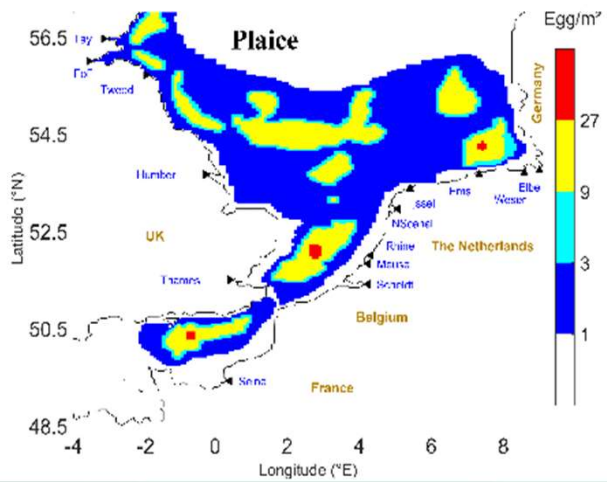 Egg/m²
56.5
Tay
Plaice
FoF
Tweed
Germany
27
54.5
Humber
9
Elbe
Ems
Weser
Ijssel
NScanal
52.5
UK
Rhine
The Netherlands
Meuse
3
Thames
Scheldt
Belgium
50.5
1
Seine
France
48.5
-4
-2
0
2
4
6
8
Latitude (°N)
Longitude (°E)